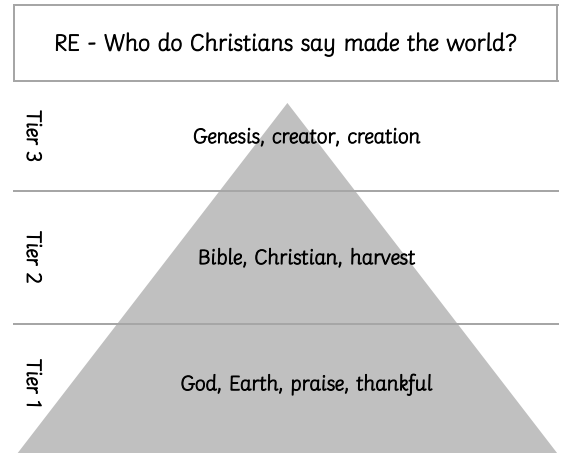 RE - Who do Christians say made the world?
Tier 3
Genesis, creator, creation
Tier 2
Bible, Christian, harvest
Tier 1
God, Earth, praise, thankful